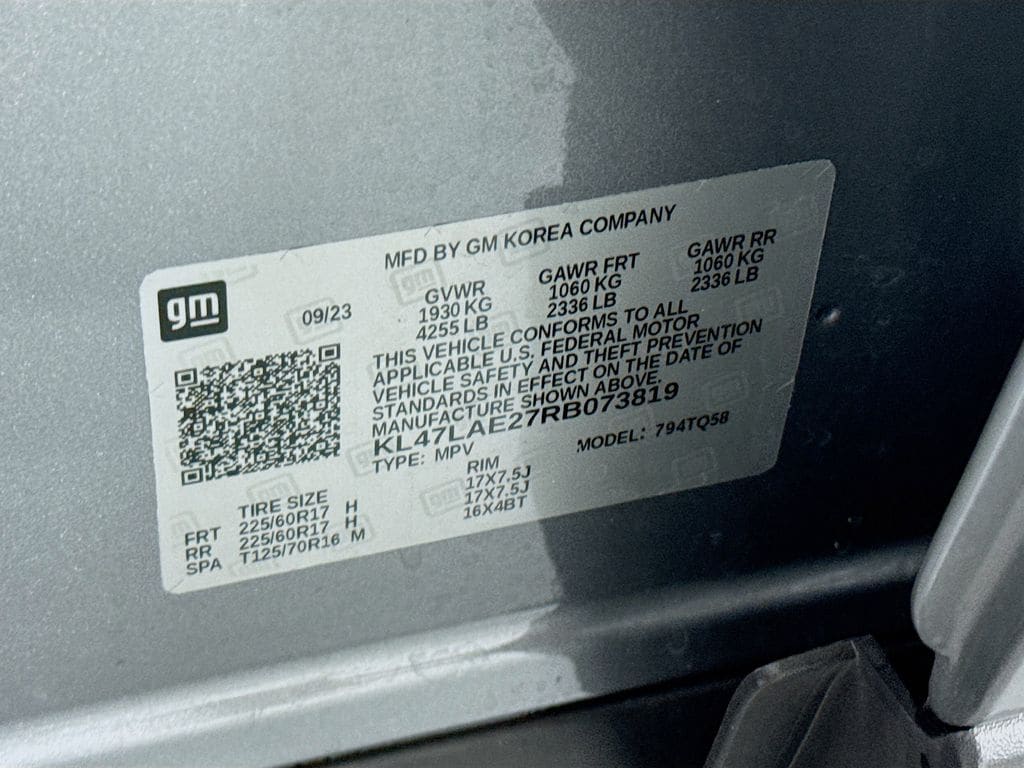 MFD BY GM KOREA COMPANY
gm
09/23
GVWR GAWR FRT GAWR RR
1930 KG 1060 KG 1060 KG
4255 LB 2336 LB 2336 LB
THIS VEHICLE CONFORMS TO ALL
APPLICABLE U.S. FEDERAL MOTOR
VEHICLE SAFETY AND THEFT PREVENTION
STANDARDS IN EFFECT ON THE DATE OF
MANUFACTURE SHOWN ABOVE.
KL47LAE27RB073819
TYPE: MPV MODEL: 794TQ58
TIRE SIZE RIM
FRT 225/60R17 H 17X7.5J
RR 225/60R17 H 17X7.5J
SPA T125/70R16 M 16X4BT